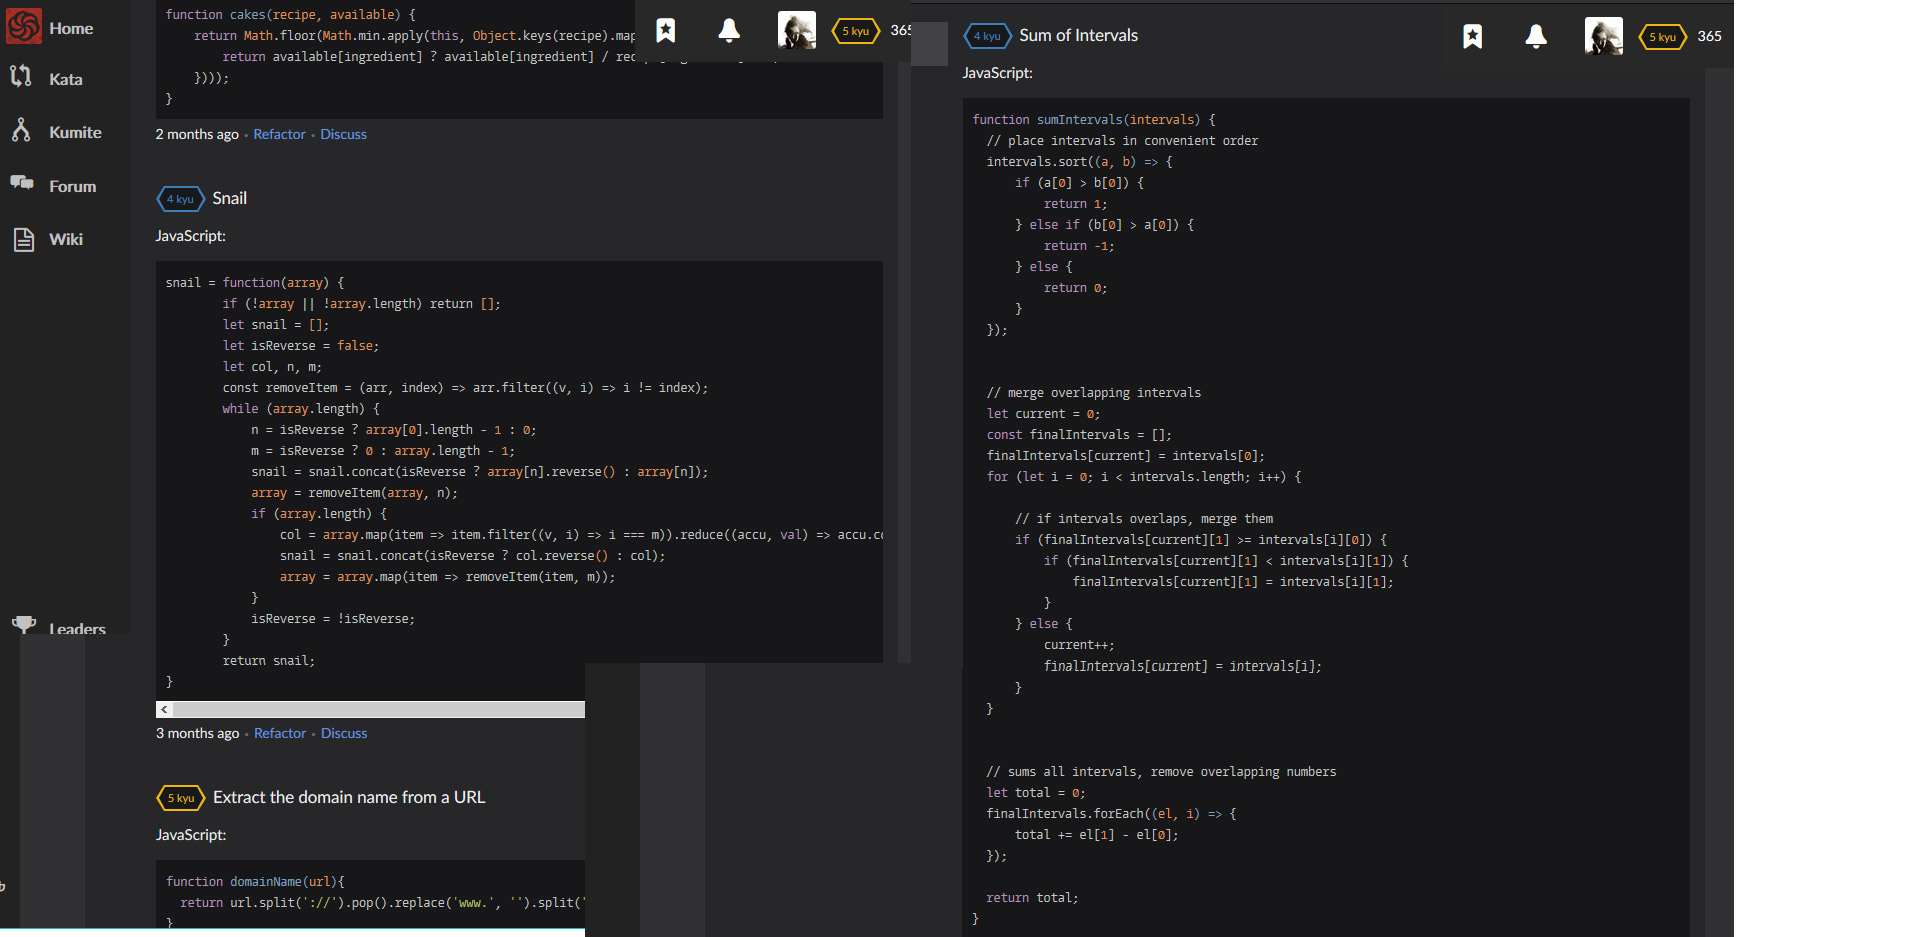 Home
Kata
Kumite
Forum
Wiki
Leaders
function cakes(recipe, available) {
return Math.floor(Math.min.apply(this, Object.keys(recipe).map
return available[ingredient] ? available[ingredient] /
})));
}
2 months ago · Refactor · Discuss
5 kyu
365
4 kyu Snail
JavaScript:
snail = function(array) {
if (!array || !array.length) return [];
let snail = [];
let isReverse = false;
let col, n, m;
const removeItem = (arr, index) => arr.filter((v, i) => i != index);
while (array.length) {
n = isReverse ? array[0].length - 1 : 0;
m = isReverse ? 0 : array.length - 1;
snail = snail.concat(isReverse ? array[n].reverse() : array[n]);
array = removeItem(array, n);
if (array.length) {
col = array.map(item => item.filter((v, i) => i === m)).reduce((accu, val) => accu.co
snail = snail.concat(isReverse ? col.reverse() : col);
array = array.map(item => removeItem(item, m));
}
isReverse = !isReverse;
}
return snail;
}
3 months ago · Refactor · Discuss
5 kyu Extract the domain name from a URL
JavaScript:
function domainName(url){
return url.split('://').pop().replace('www.', '').split('
}
4 kyu Sum of Intervals
5 kyu 365
JavaScript:
function sumIntervals(intervals) {
// place intervals in convenient order
intervals.sort((a, b) => {
if (a[0] > b[0]) {
return 1;
} else if (b[0] > a[0]) {
return -1;
} else {
return 0;
}
});
// merge overlapping intervals
let current = 0;
const finalIntervals = [];
finalIntervals[current] = intervals[0];
for (let i = 0; i < intervals.length; i++) {
// if intervals overlaps, merge them
if (finalIntervals[current][1] >= intervals[i][0]) {
if (finalIntervals[current][1] < intervals[i][1]) {
finalIntervals[current][1] = intervals[i][1];
}
} else {
current++;
finalIntervals[current] = intervals[i];
}
}
// sums all intervals, remove overlapping numbers
let total = 0;
finalIntervals.forEach((el, i) => {
total += el[1] - el[0];
});
return total;
}